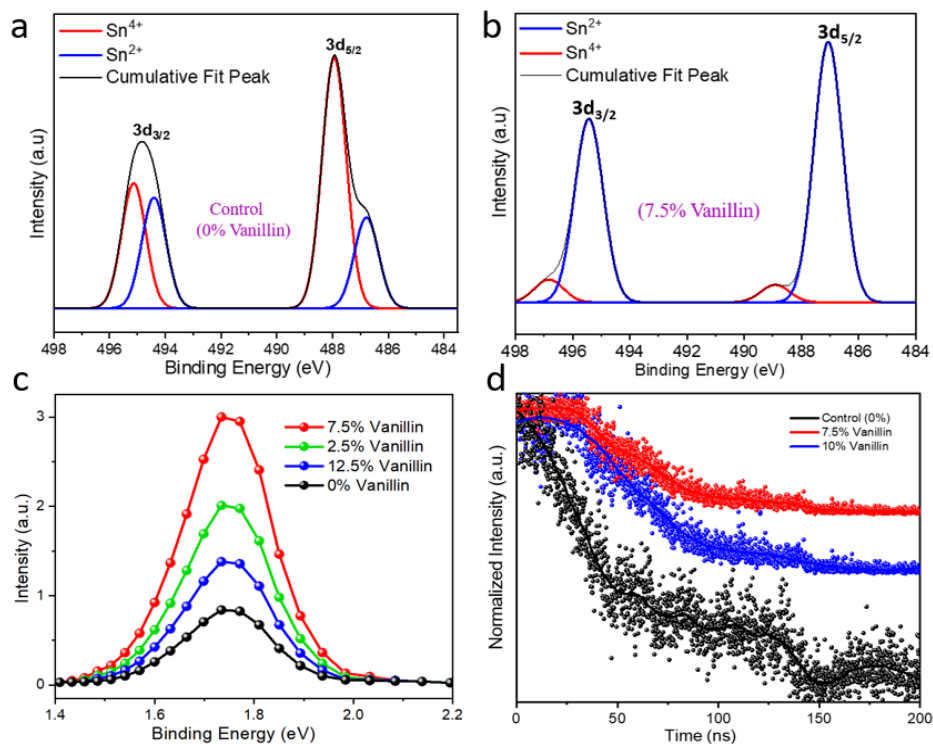 a
Sn4+
Sn2+
Cumulative Fit Peak
3d5/2
3d3/2
Control
(0% Vanillin)
Intensity (a.u)
498 496 494 492 490 488 486 484
Binding Energy (eV)
b
Sn2+
Sn4+
Cumulative Fit Peak
3d5/2
3d3/2
(7.5% Vanillin)
Intensity (a.u)
498 496 494 492 490 488 486 484
Binding Energy (eV)
c
3
2
1
0
7.5% Vanillin
2.5% Vanillin
12.5% Vanillin
0% Vanillin
Intensity (a.u.)
1.4 1.6 1.8 2.0 2.2
Binding Energy (eV)
d
Control (0%)
7.5% Vanillin
10% Vanillin
Normalized Intensity (a.u.)
0 50 100 150 200
Time (ns)